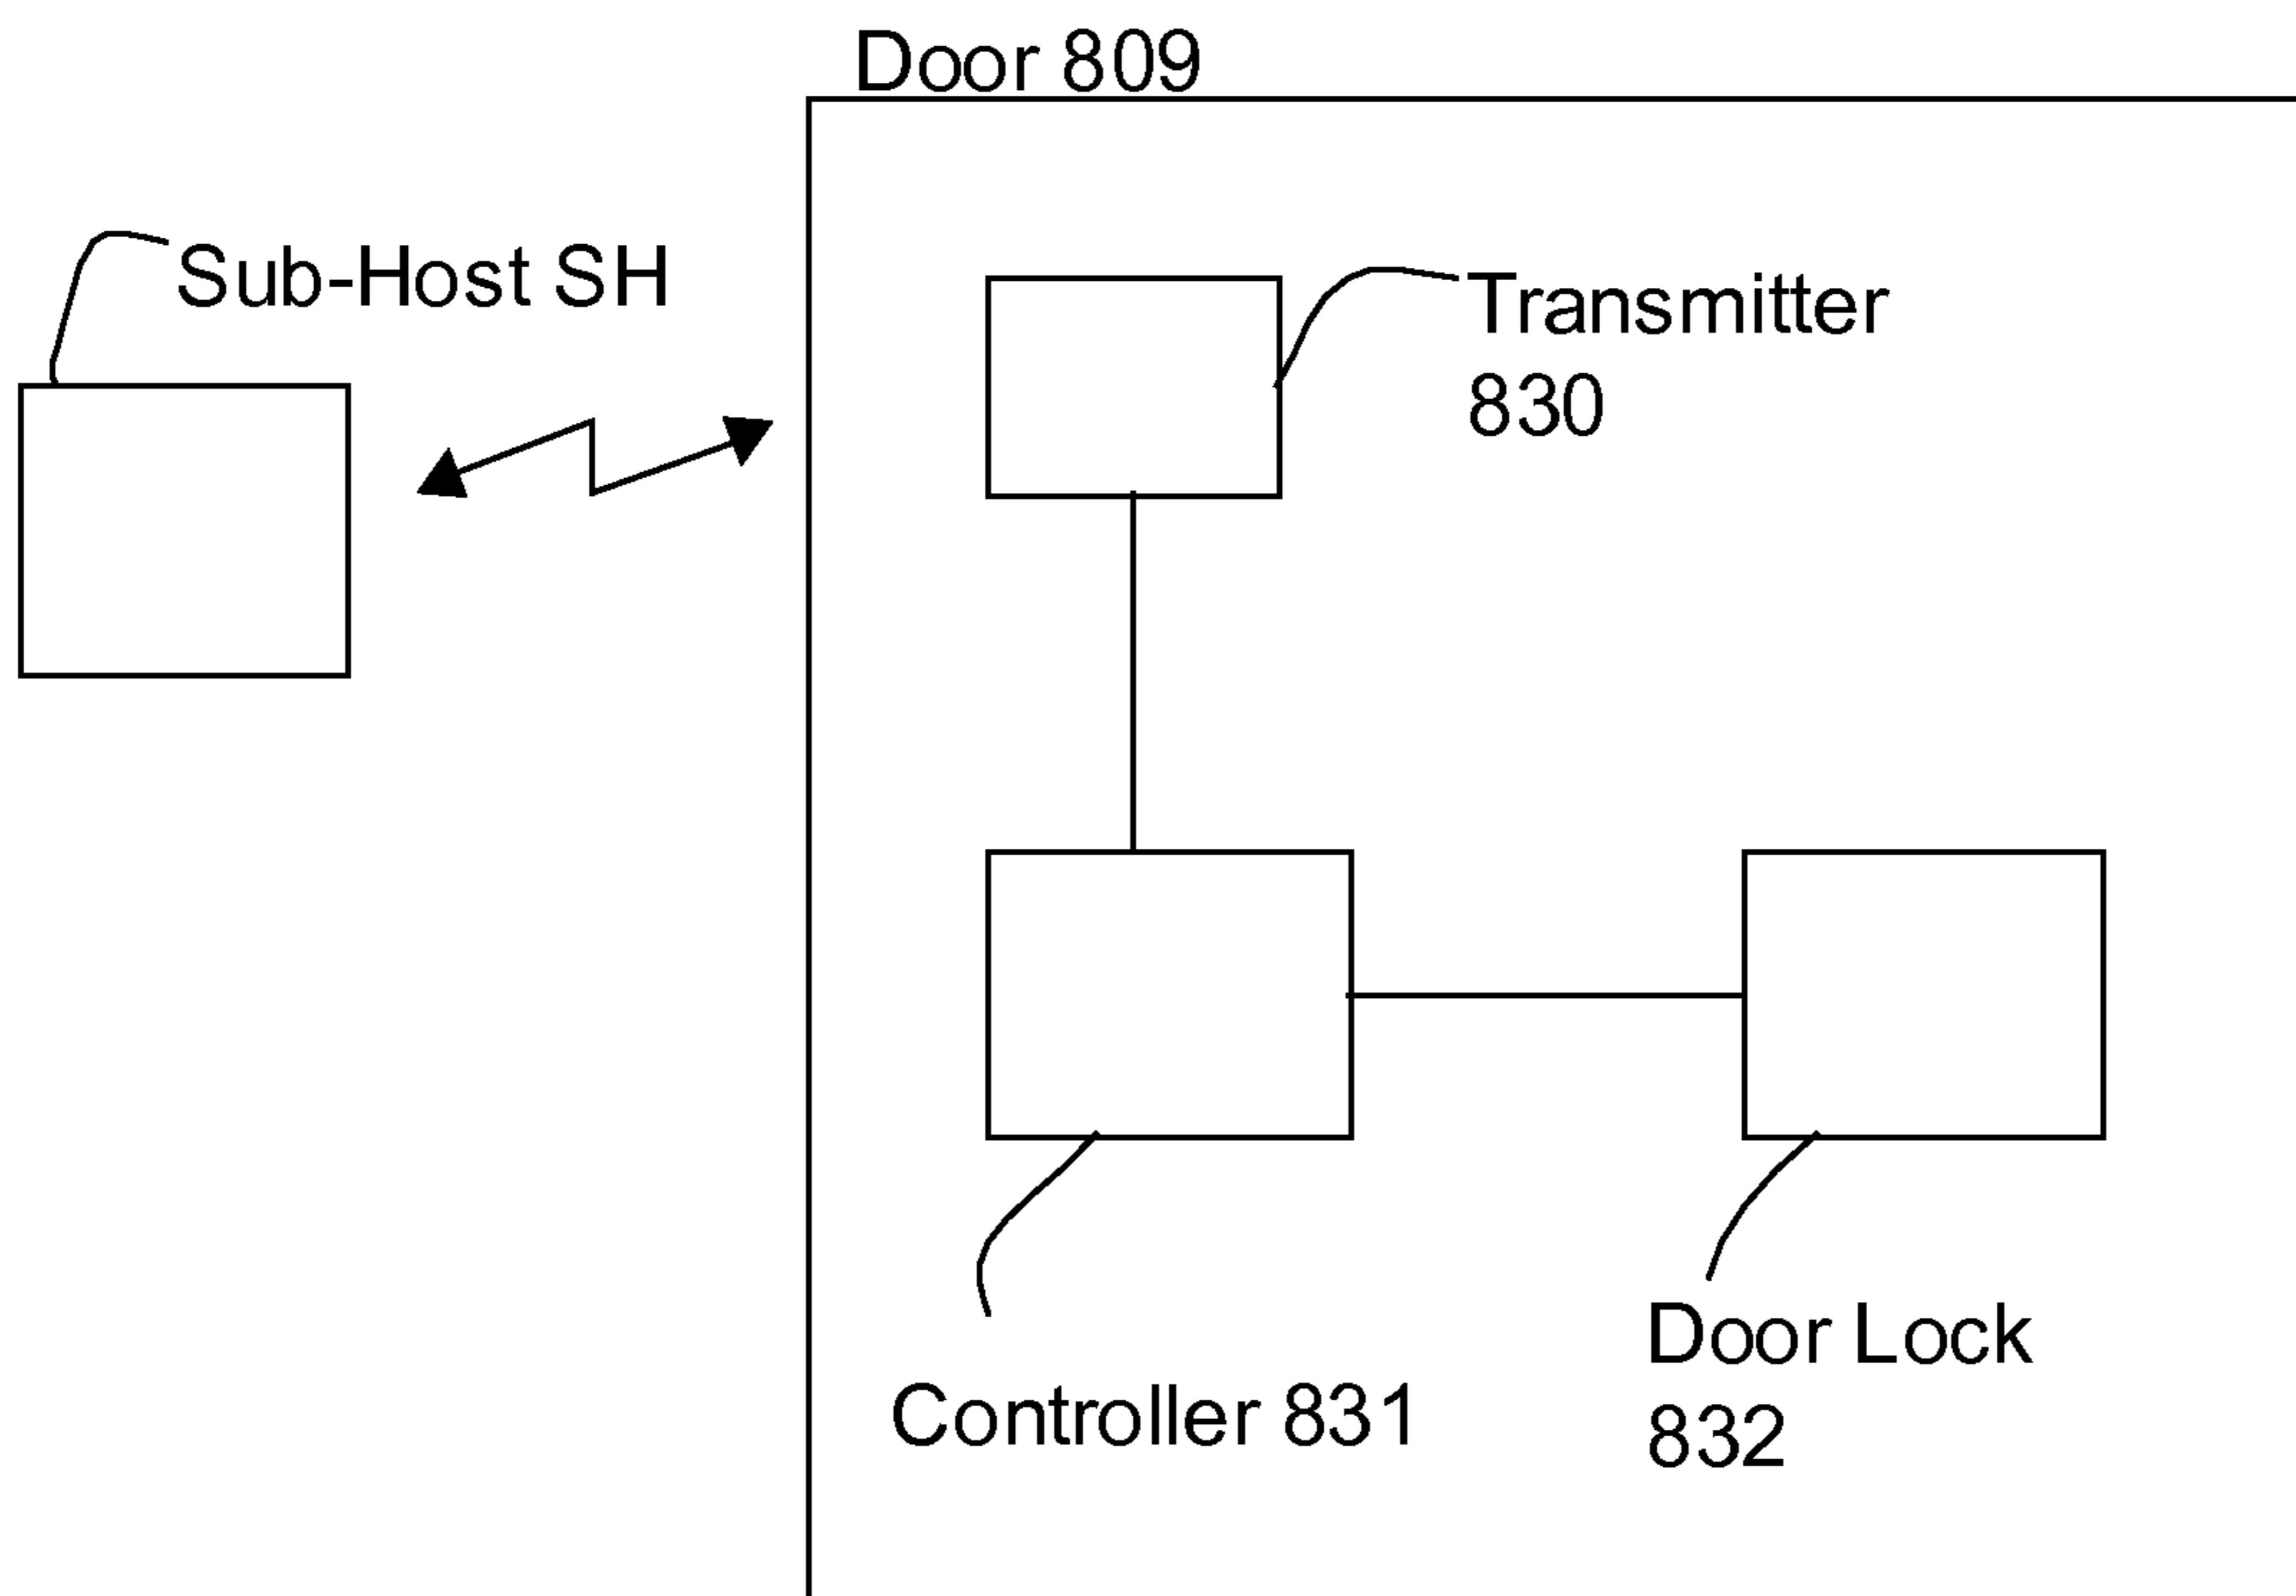 Door 809
Sub-Host SH
Transmitter
830
Controller 831
Door Lock
832